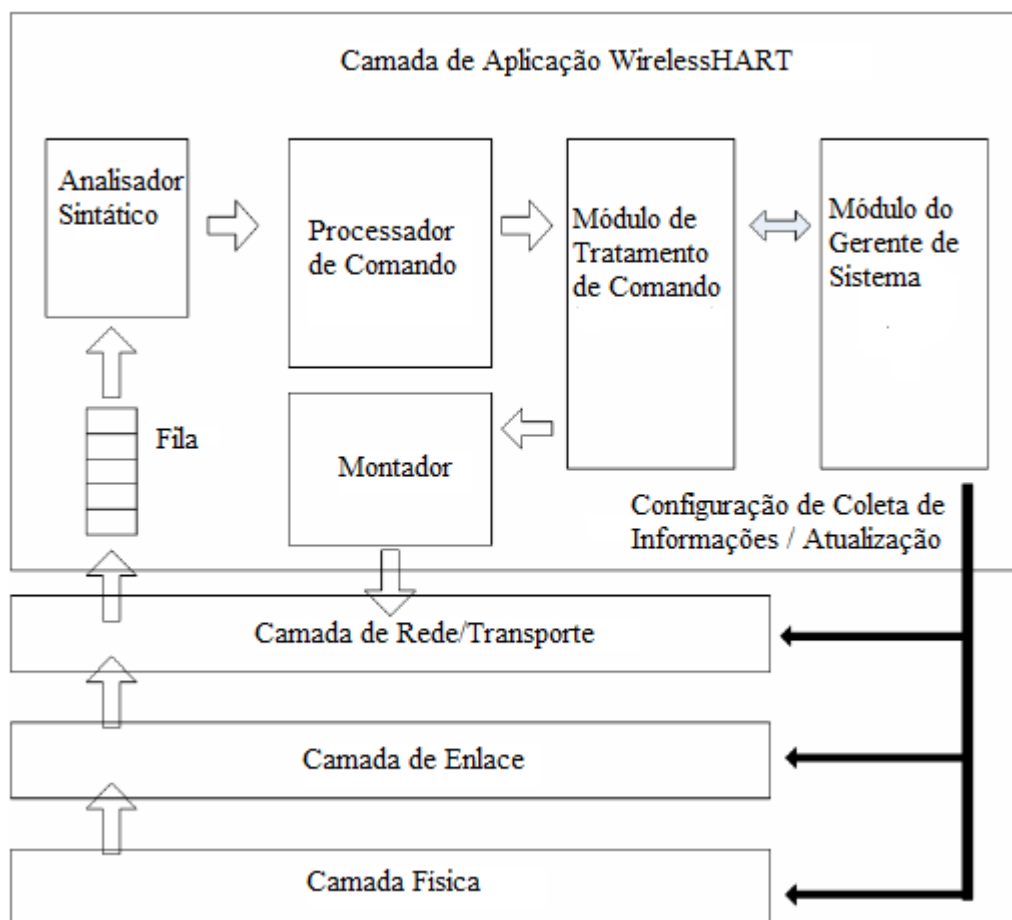 Camada de Aplicação WirelessHART
Analisador
Sintático
Processador
de Comando
Módulo de
Tratamento
de Comando
Módulo do
Gerente de
Sistema
Fila
Montador
Configuração de Coleta de
Informações / Atualização
Camada de Rede/Transporte
Camada de Enlace
Camada Física